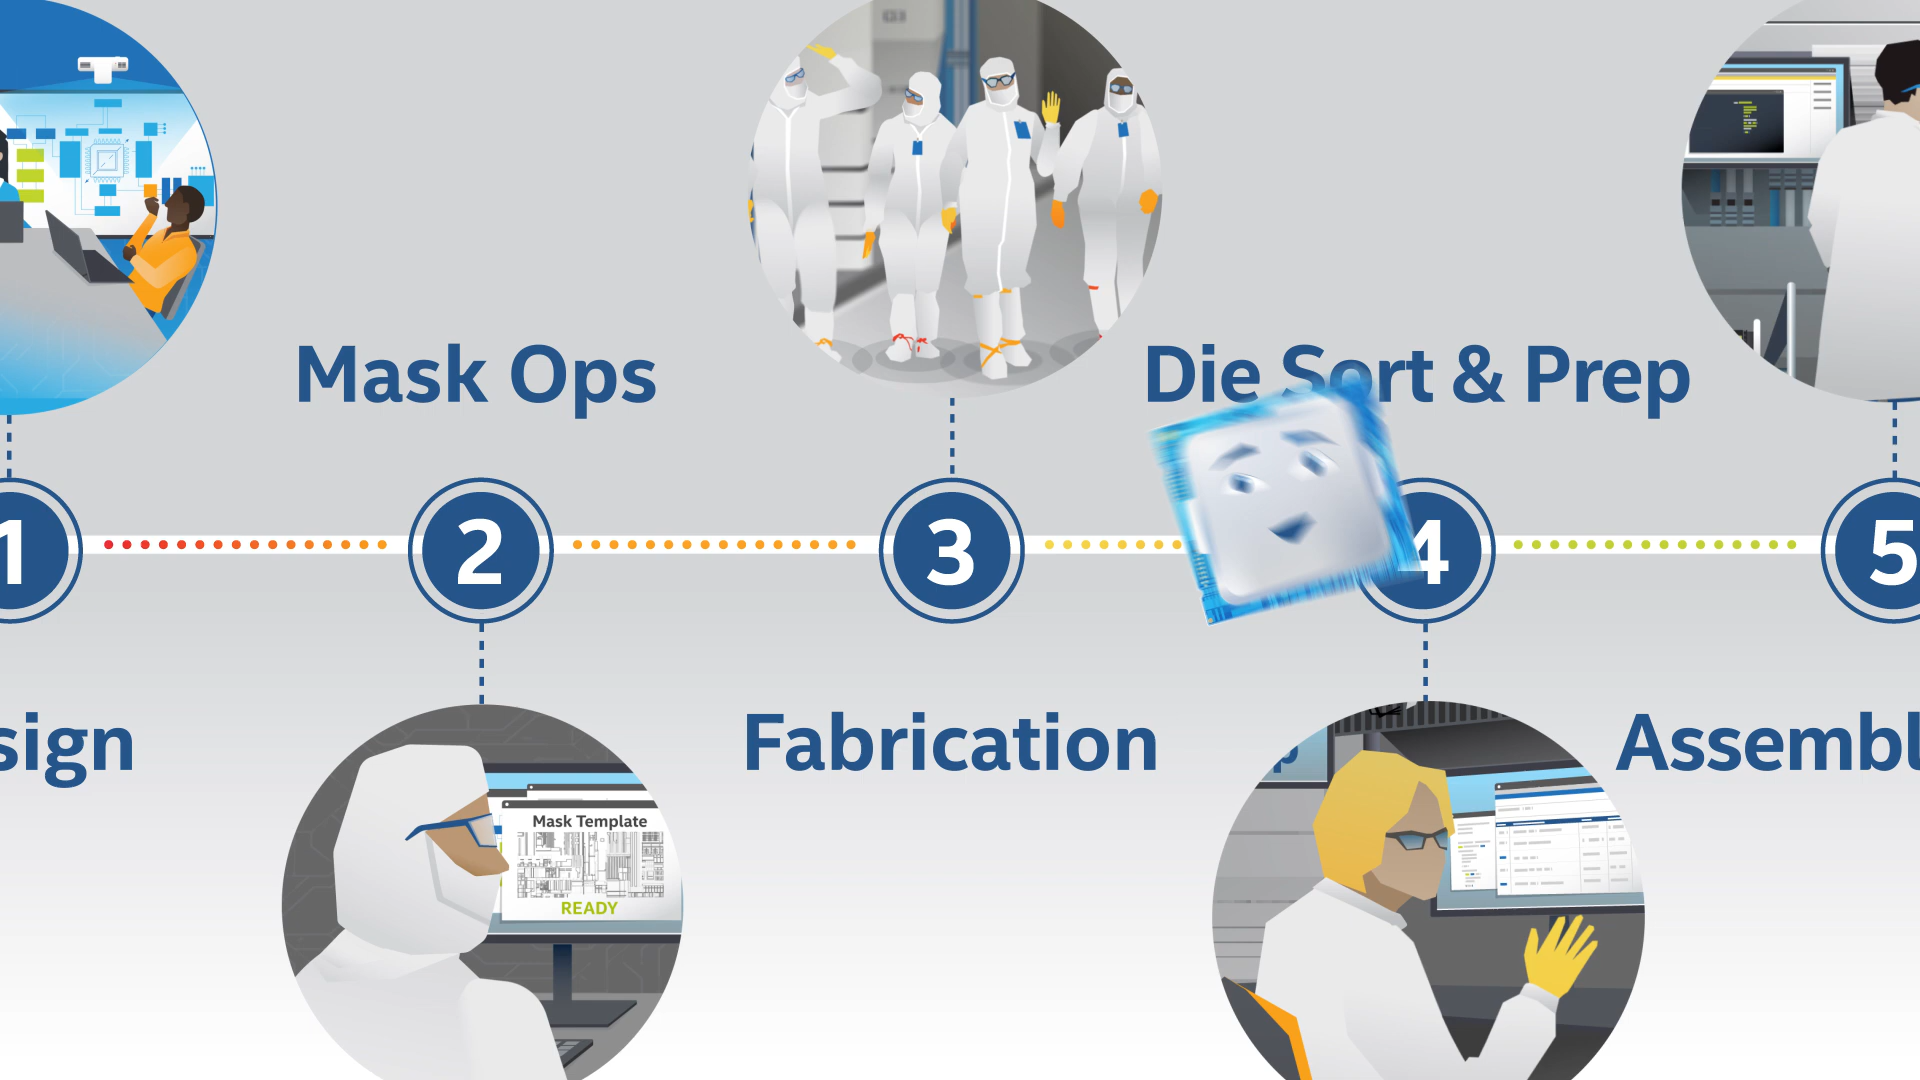 Mask Ops
Die Sort & Prep
1
2
3
4
5
sign
Fabrication
Assembl
Mask Template
READY